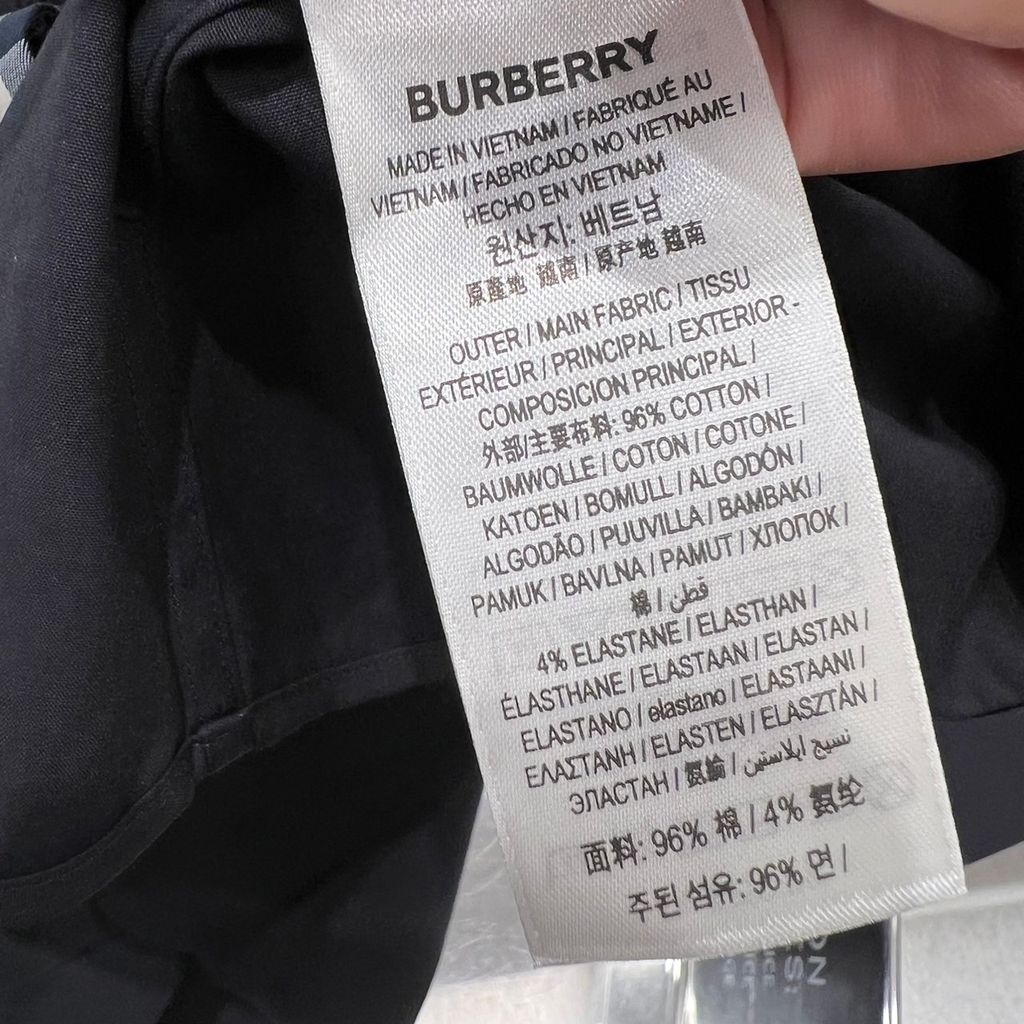 BURBERRY
MADE IN VIETNAM / FABRIQUÉ AU
VIETNAM / FABRICADO NO VIETNAME /
HECHO EN VIETNAM
원산지: 베트남
原產地 越南 / 原产地 越南
OUTER / MAIN FABRIC / TISSU
EXTÉRIEUR / PRINCIPAL / EXTERIOR -
COMPOSICION PRINCIPAL /
外部/主要布料: 96% COTTON /
BAUMWOLLE / COTON / COTONE /
KATOEN / BOMULL / ALGODÓN /
ALGODÃO / PUUVILLA / BAMBAKI /
PAMUK / BAVLNA / PAMUT / ХЛОПОК /
棉 / قطن
4% ELASTANE / ELASTHAN /
ÉLASTHANE / ELASTAAN / ELASTAN /
ELASTANO / elastano / ELASTAANI /
ΕΛΑΣΤΑΝΗ / ELASTEN / ELASZTÁN /
ЭЛАСТАН / 氨綸 / نسيج ايلاستين
面料: 96% 棉 / 4% 氨纶
주된 섬유: 96% 면 /
ON